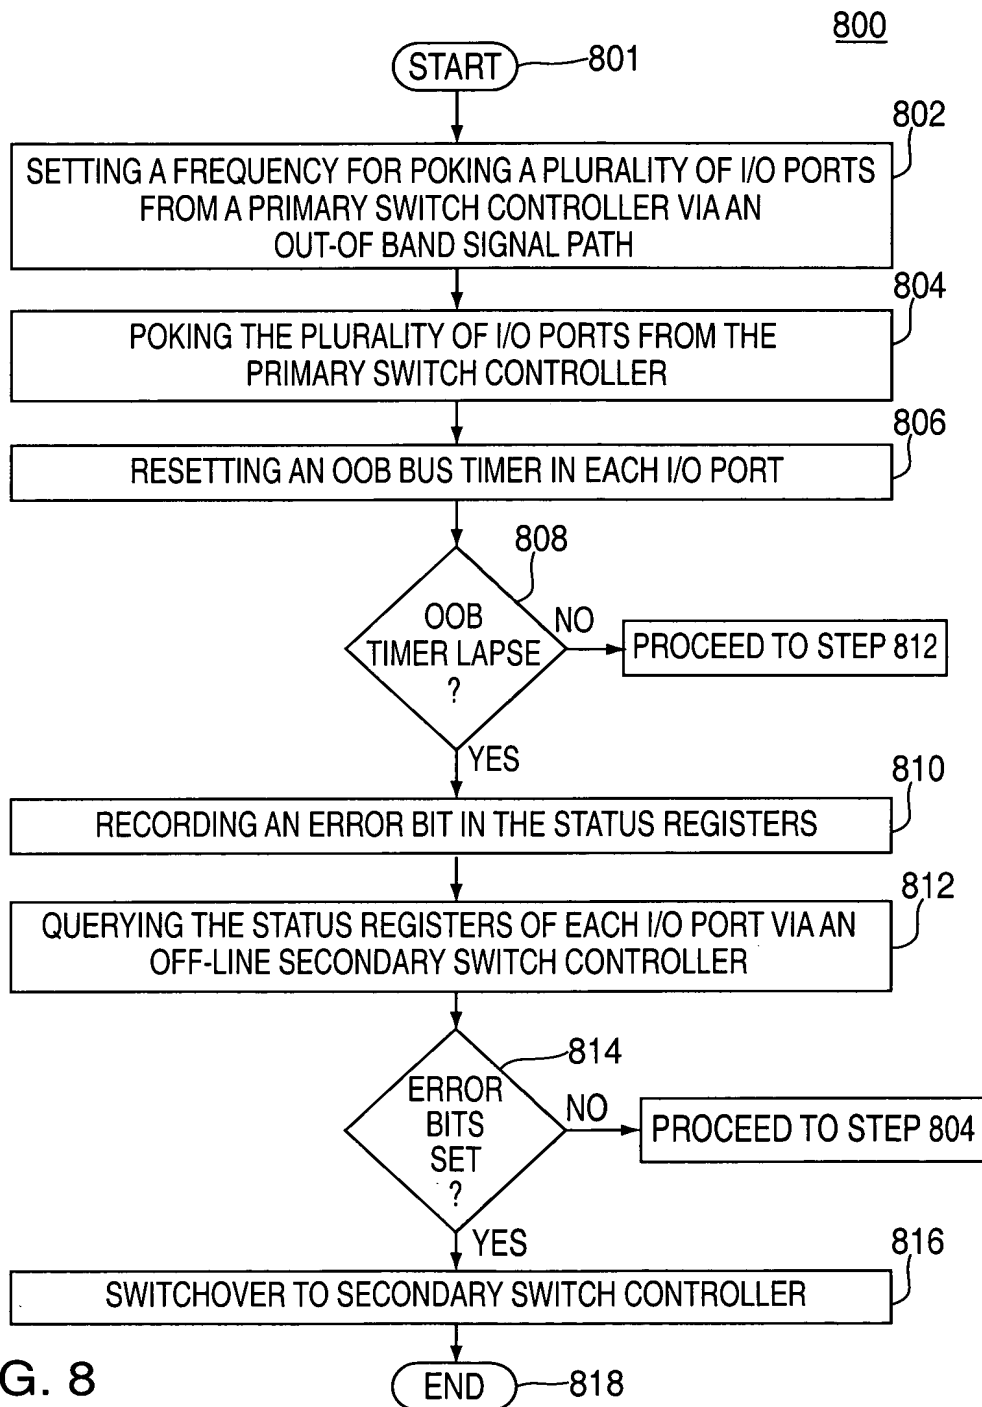 800
START
801
802
SETTING A FREQUENCY FOR POKING A PLURALITY OF I/O PORTS
FROM A PRIMARY SWITCH CONTROLLER VIA AN
OUT-OF BAND SIGNAL PATH
804
POKING THE PLURALITY OF I/O PORTS FROM THE
PRIMARY SWITCH CONTROLLER
806
RESETTING AN OOB BUS TIMER IN EACH I/O PORT
808
OOB
TIMER LAPSE
?
NO
PROCEED TO STEP 812
YES
810
RECORDING AN ERROR BIT IN THE STATUS REGISTERS
812
QUERYING THE STATUS REGISTERS OF EACH I/O PORT VIA AN
OFF-LINE SECONDARY SWITCH CONTROLLER
814
ERROR
BITS
SET
?
NO
PROCEED TO STEP 804
YES
816
SWITCHOVER TO SECONDARY SWITCH CONTROLLER
G. 8
END
818